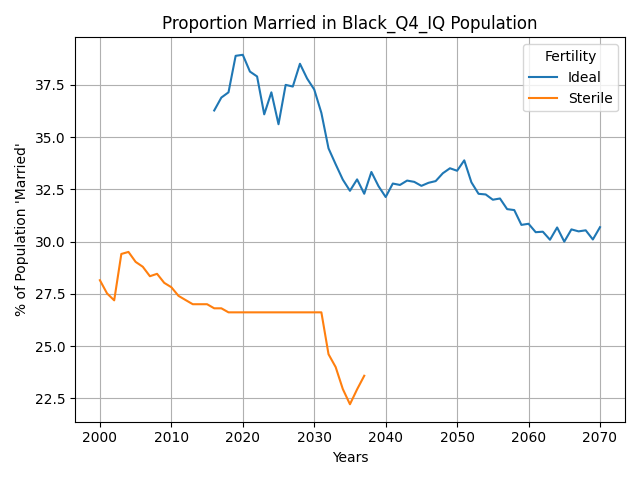 Proportion Married in Black_Q4_IQ Population
Fertility
Ideal
Sterile
% of Population 'Married'
37.5
35.0
32.5
30.0
27.5
25.0
22.5
2000 2010 2020 2030 2040 2050 2060 2070
Years